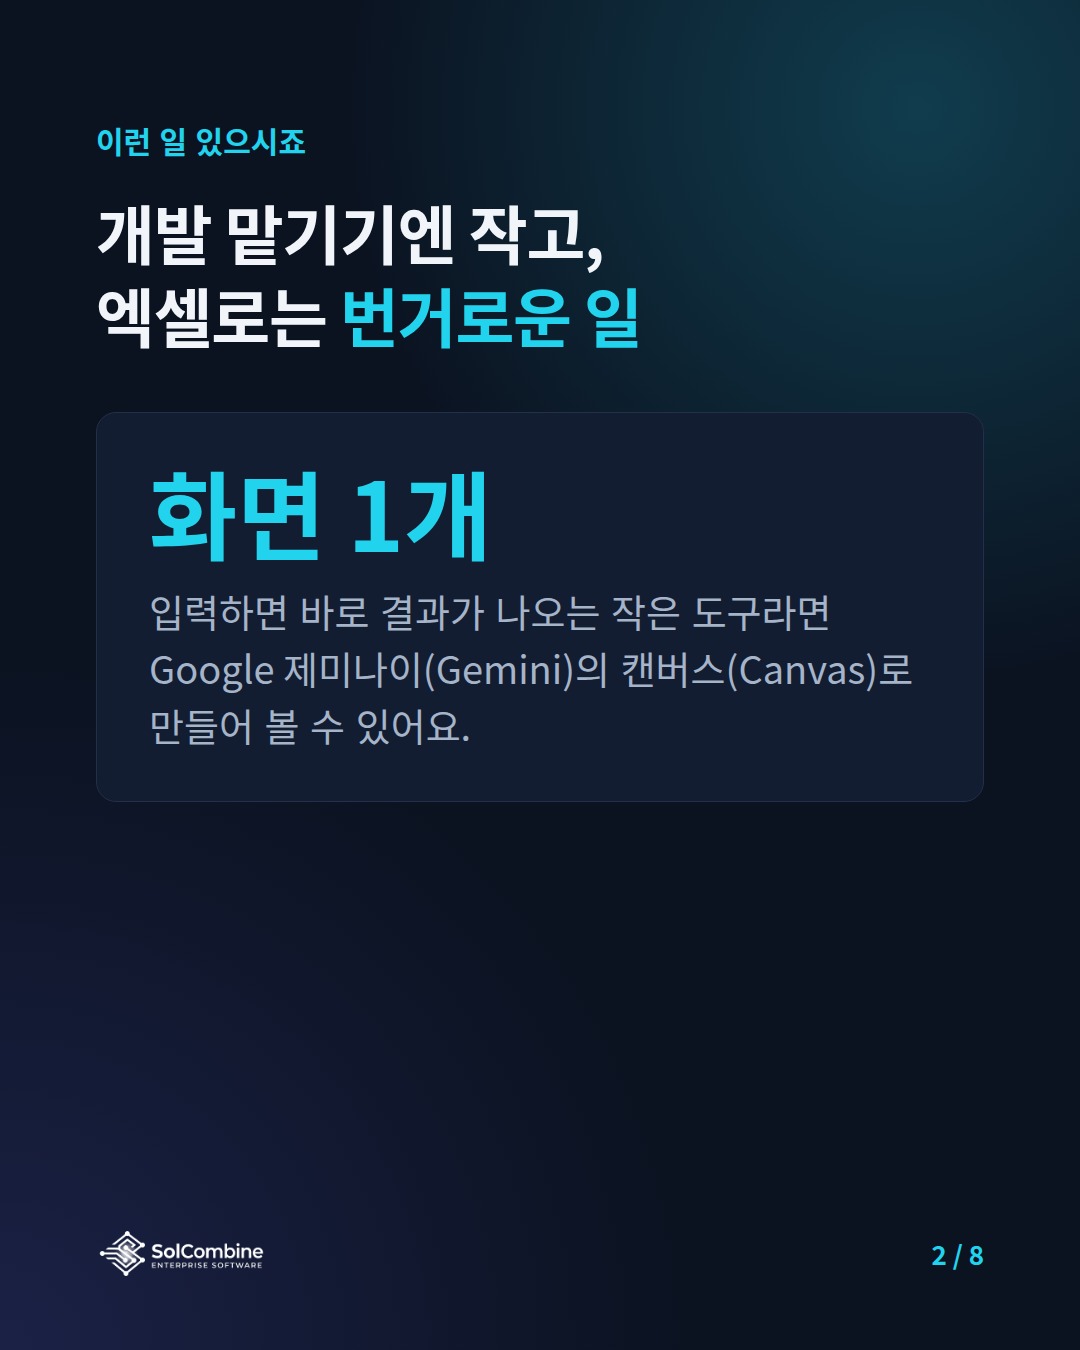 이런 일 있으시죠
개발 맡기기엔 작고,
엑셀로는 번거로운 일
화면 1개
입력하면 바로 결과가 나오는 작은 도구라면
Google 제미나이(Gemini)의 캔버스(Canvas)로
만들어 볼 수 있어요.
SolCombine
ENTERPRISE SOFTWARE
2 / 8